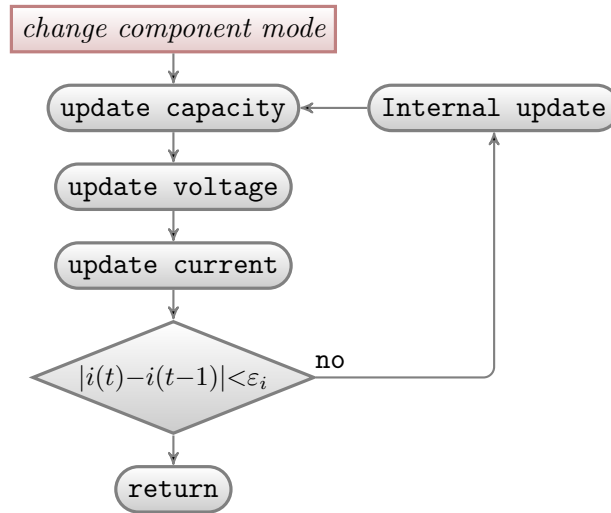 change component mode
update capacity
Internal update
update voltage
update current
|i(t)−i(t−1)|<εᵢ
no
return